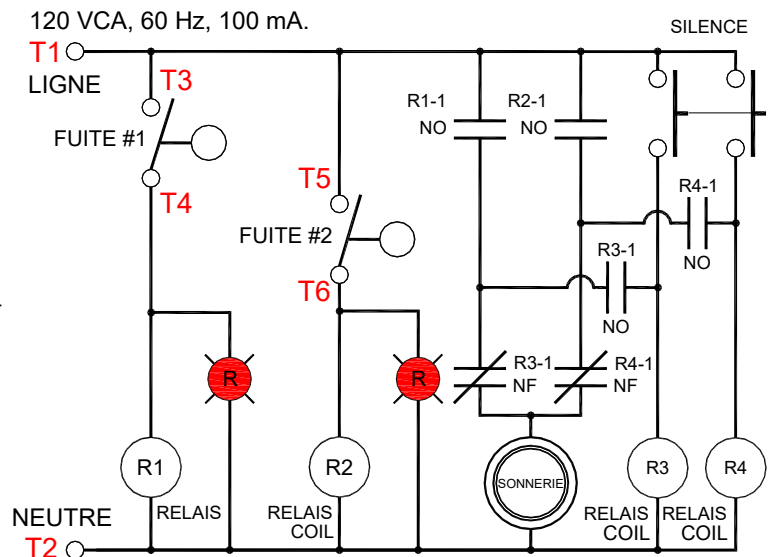 120 VCA, 60 Hz, 100 mA.
T1
LIGNE
SILENCE
T3
R1-1
NO
R2-1
NO
FUITE #1
T4
T5
R4-1
NO
FUITE #2
R3-1
NO
T6
R
R
R3-1
NF
R4-1
NF
R1
R2
SONNERIE
R3
R4
NEUTRE
RELAIS
RELAIS
COIL
RELAIS
COIL
RELAIS
COIL
T2